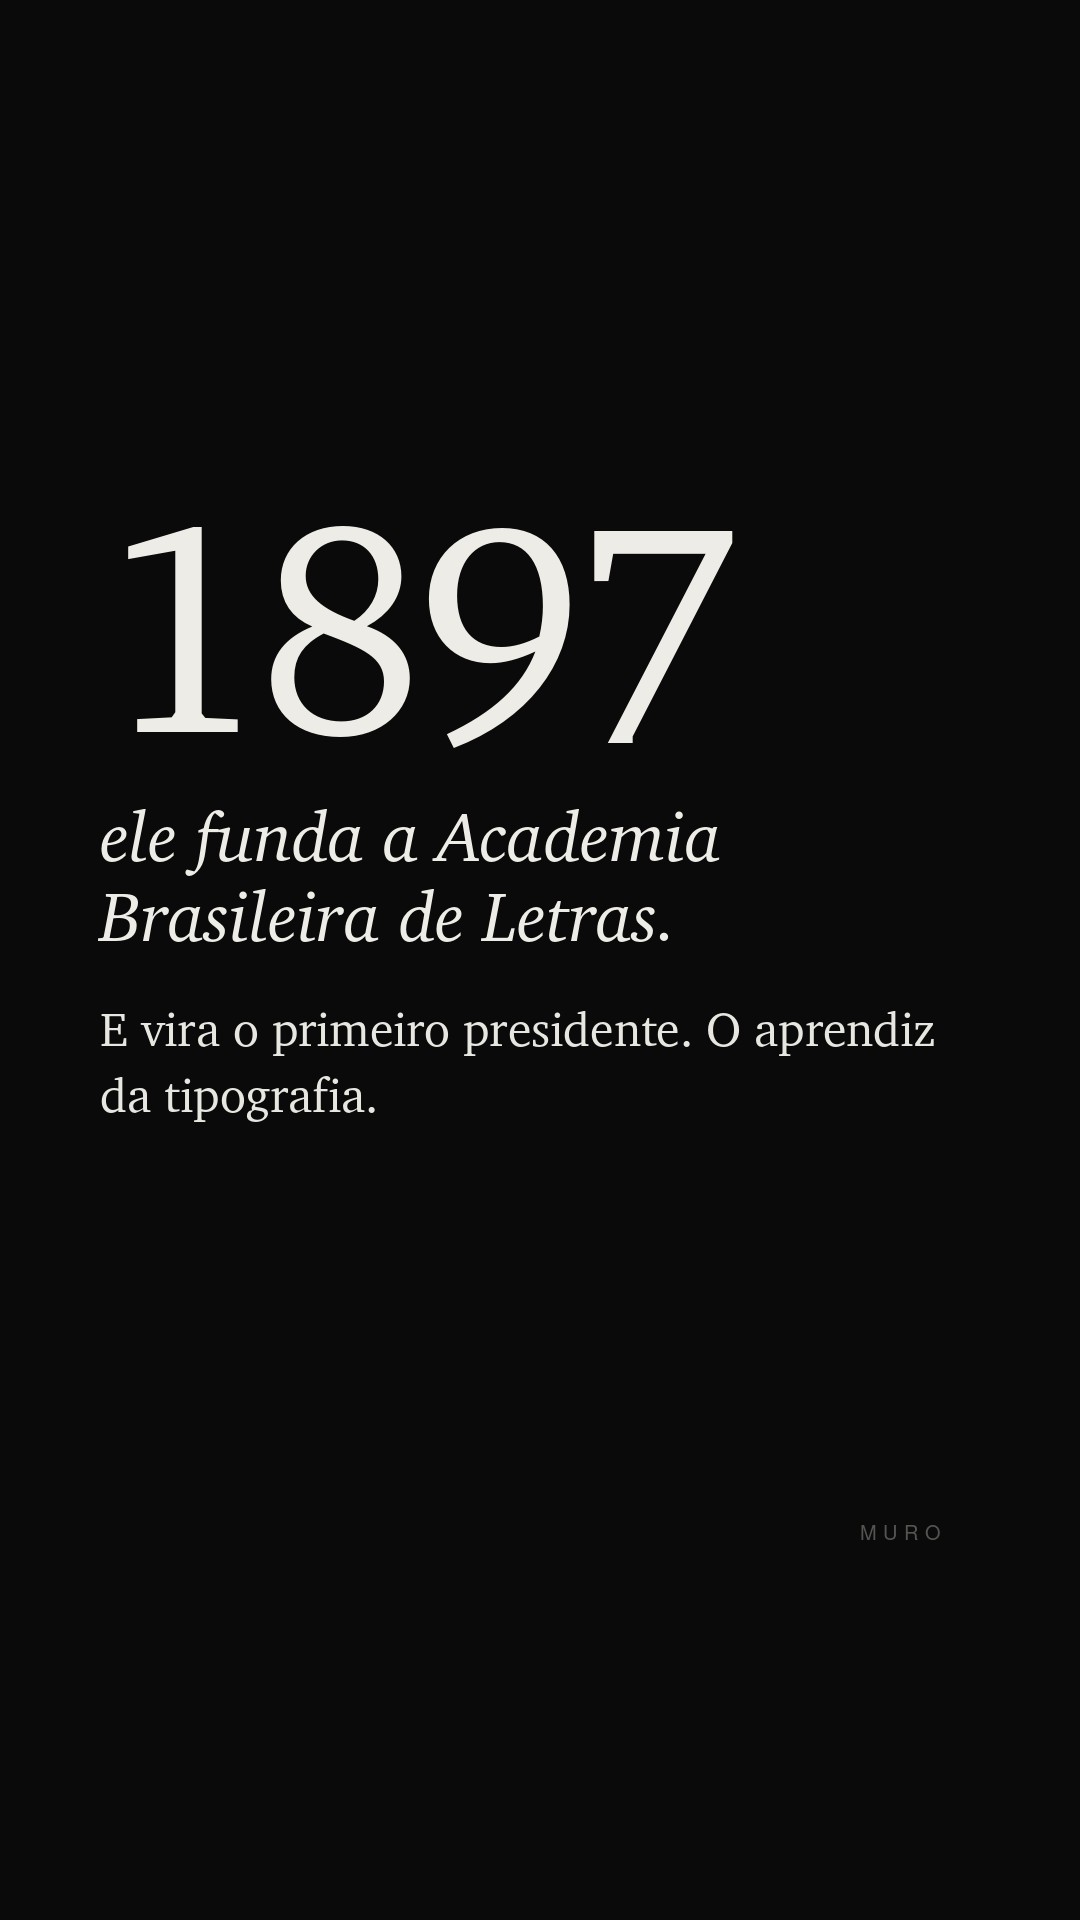 1897
ele funda a Academia
Brasileira de Letras.
E vira o primeiro presidente. O aprendiz
da tipografia.
MURO